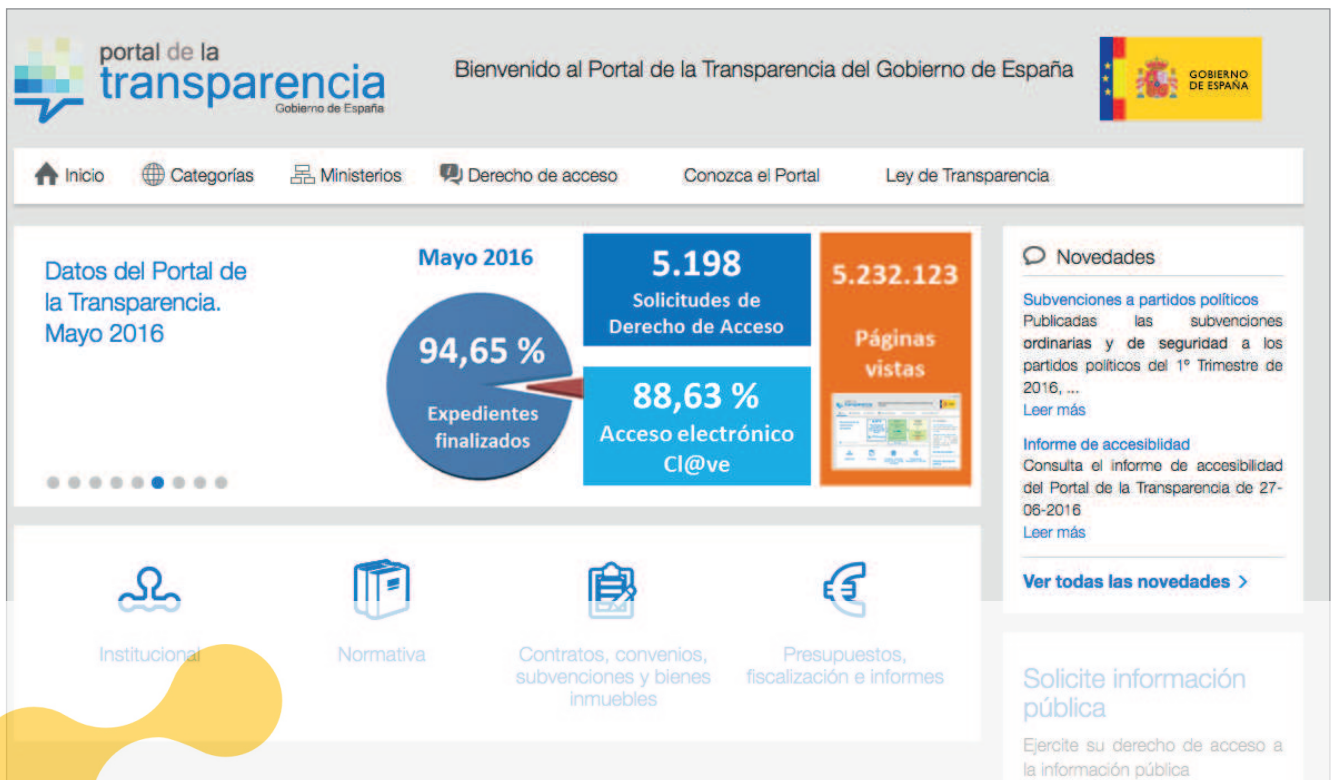 portal de la
transparencia
Gobierno de España
Bienvenido al Portal de la Transparencia del Gobierno de España
GOBIERNO
DE ESPAÑA
Inicio
Categorías
Ministerios
Derecho de acceso
Conozca el Portal
Ley de Transparencia
Datos del Portal de
la Transparencia.
Mayo 2016
Mayo 2016
94,65 %
Expedientes
finalizados
5.198
Solicitudes de
Derecho de Acceso
88,63 %
Acceso electrónico
Cl@ve
5.232.123
Páginas
vistas
Novedades
Subvenciones a partidos políticos
Publicadas las subvenciones
ordinarias y de seguridad a los
partidos políticos del 1º Trimestre de
2016, ...
Leer más
Informe de accesiblidad
Consulta el informe de accesibilidad
del Portal de la Transparencia de 27-
06-2016
Leer más
Ver todas las novedades >
Institucional
Normativa
Contratos, convenios,
subvenciones y bienes
inmuebles
Presupuestos,
fiscalización e informes
Solicite información
pública
Ejercite su derecho de acceso a
la información pública